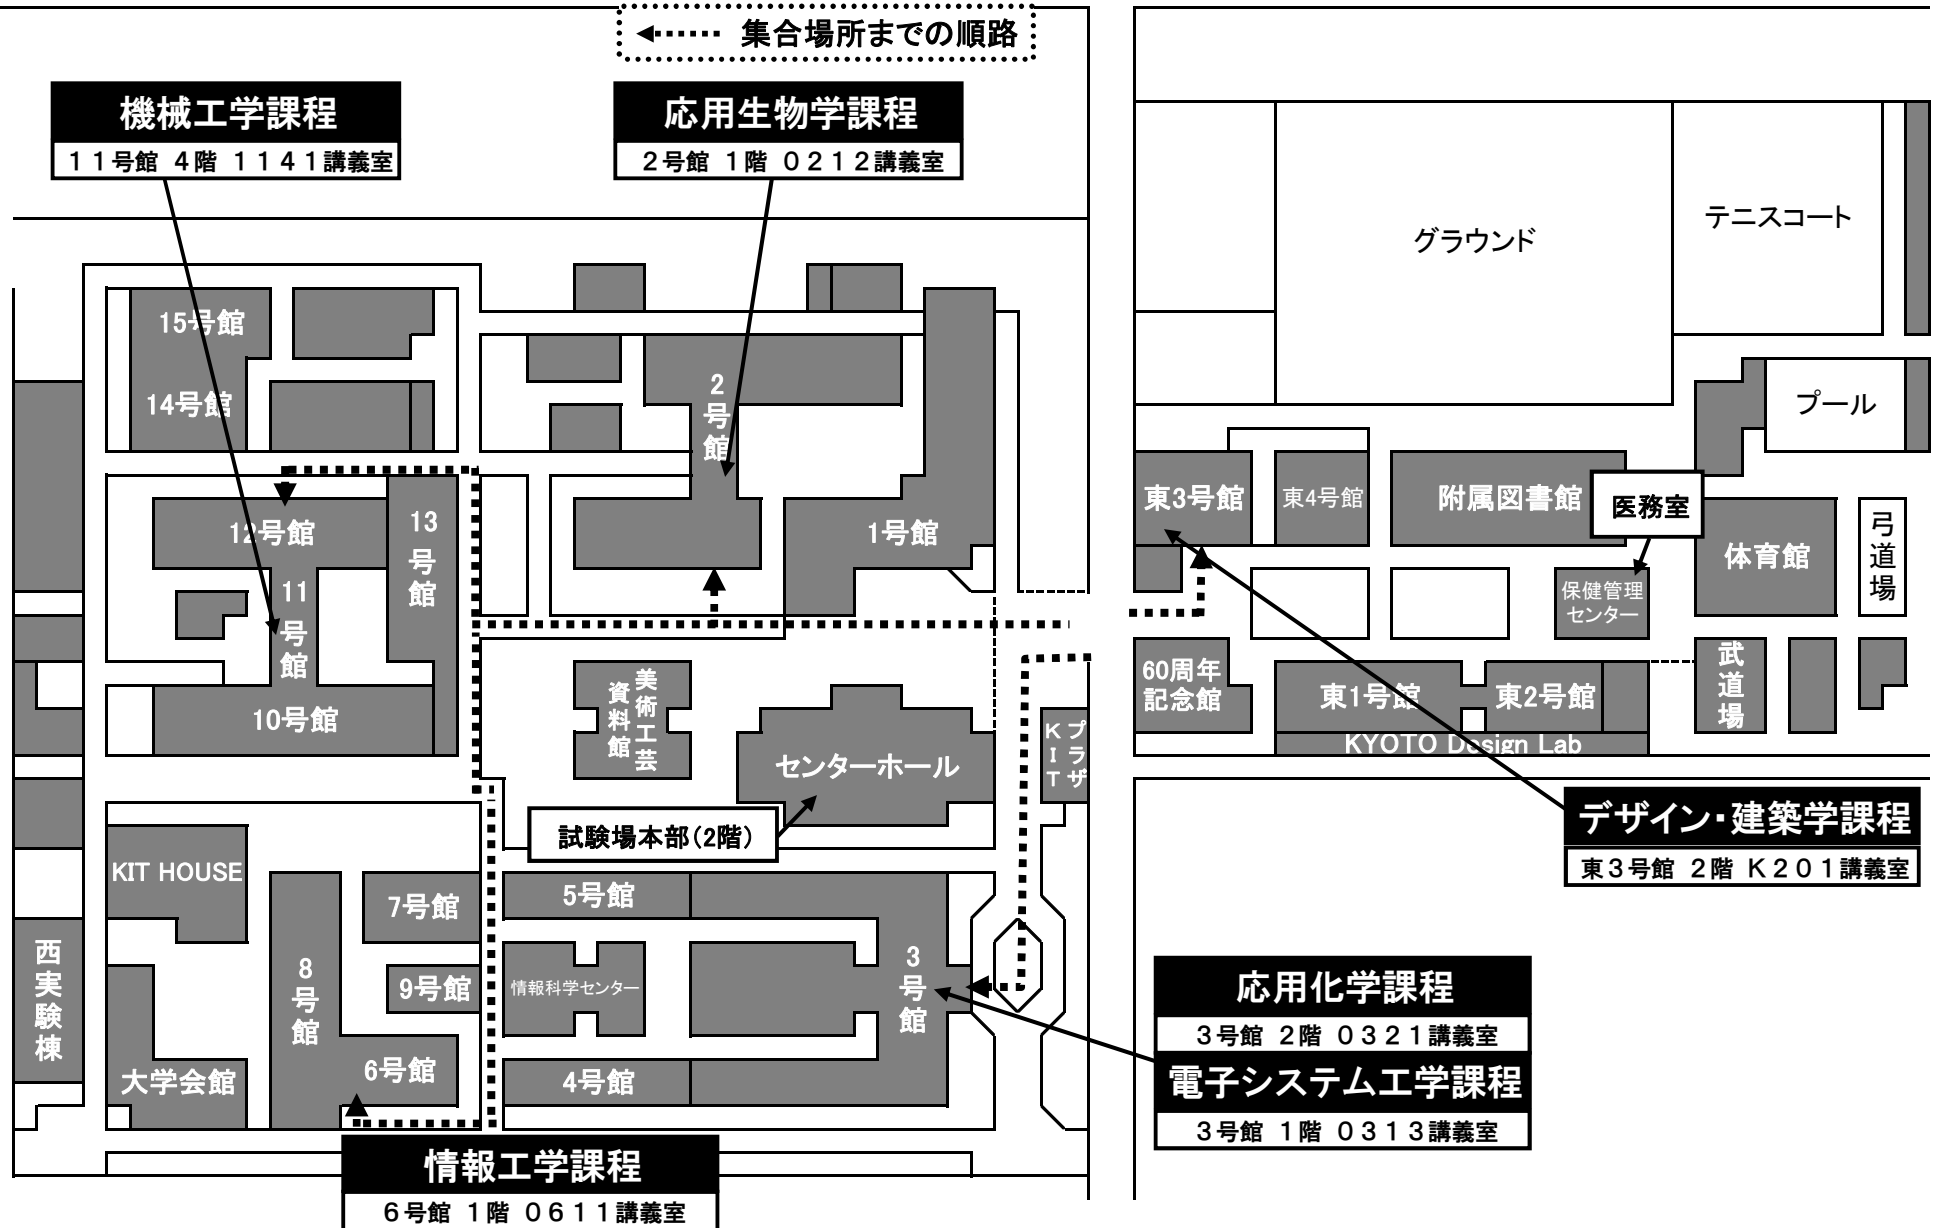 集合場所までの順路
機械工学課程
１１号館 ４階 １１４１講義室
応用生物学課程
２号館 １階 ０２１２講義室
グラウンド
テニスコート
プール
15号館
14号館
2号館
12号館
13号館
11号館
10号館
1号館
東3号館
東4号館
附属図書館
医務室
体育館
弓道場
保健管理
センター
60周年
記念館
東1号館
東2号館
武道場
KYOTO Design Lab
美術工芸
資料館
センターホール
プラザ
KIT
試験場本部(2階)
デザイン・建築学課程
東３号館 ２階 Ｋ２０１講義室
KIT HOUSE
7号館
5号館
8号館
9号館
情報科学センター
3号館
西実験棟
大学会館
6号館
4号館
応用化学課程
３号館 ２階 ０３２１講義室
電子システム工学課程
３号館 １階 ０３１３講義室
情報工学課程
６号館 １階 ０６１１講義室